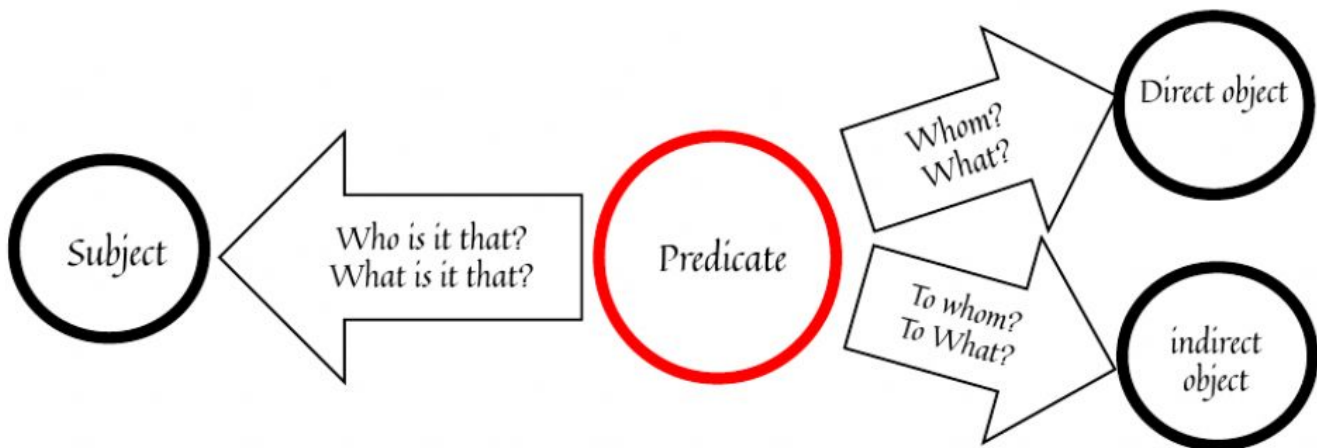 Subject
Who is it that?
What is it that?
Predicate
Whom?
What?
Direct object
To whom?
To What?
indirect
object